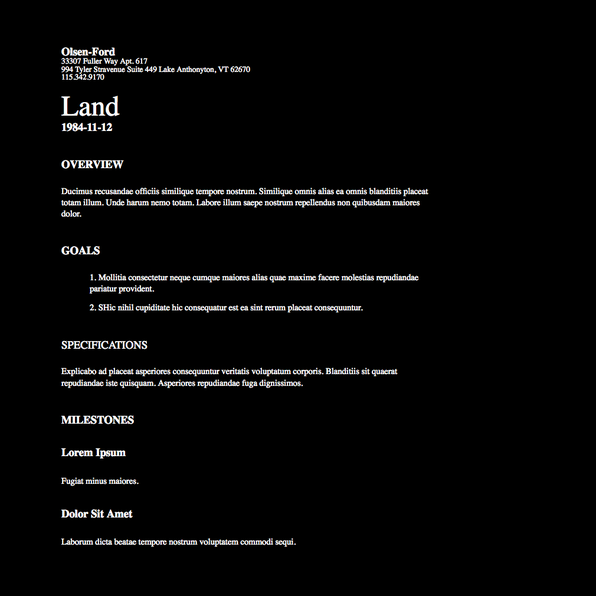 Olsen-Ford
33307 Fuller Way Apt. 617
994 Tyler Stravenue Suite 449 Lake Anthonyton, VT 62670
115.342.9170
Land
1984-11-12
OVERVIEW
Ducimus recusandae officiis similique tempore nostrum. Similique omnis alias ea omnis blanditiis placeat
totam illum. Unde harum nemo totam. Labore illum saepe nostrum repellendus non quibusdam maiores
dolor.
GOALS
1. Mollitia consectetur neque cumque maiores alias quae maxime facere molestias repudiandae
pariatur provident.
2. SHic nihil cupiditate hic consequatur est ea sint rerum placeat consequuntur.
SPECIFICATIONS
Explicabo ad placeat asperiores consequuntur veritatis voluptatum corporis. Blanditiis sit quaerat
repudiandae iste quisquam. Asperiores repudiandae fuga dignissimos.
MILESTONES
Lorem Ipsum
Fugiat minus maiores.
Dolor Sit Amet
Laborum dicta beatae tempore nostrum voluptatem commodi sequi.